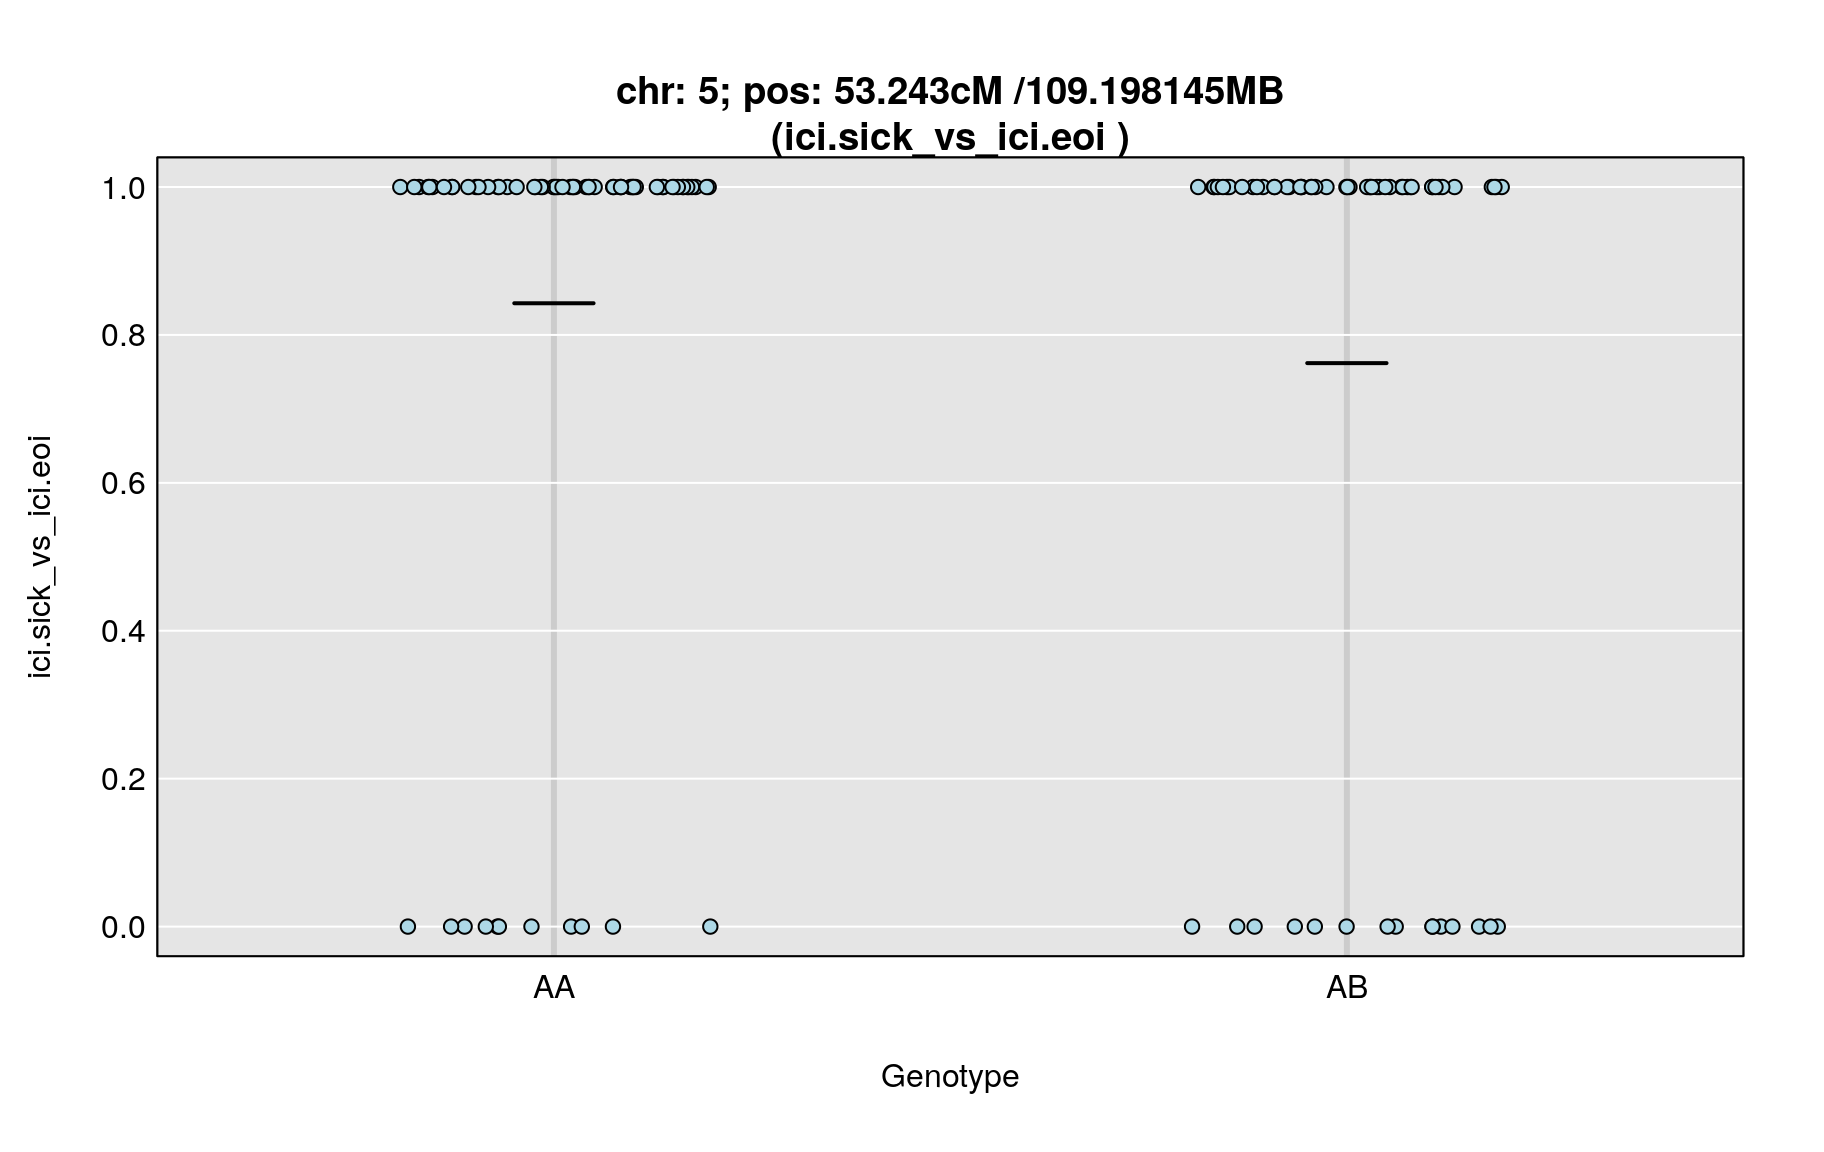 chr: 5; pos: 53.243cM /109.198145MB
(ici.sick_vs_ici.eoi )
ici.sick_vs_ici.eoi
1.0
0.8
0.6
0.4
0.2
0.0
AA AB
Genotype